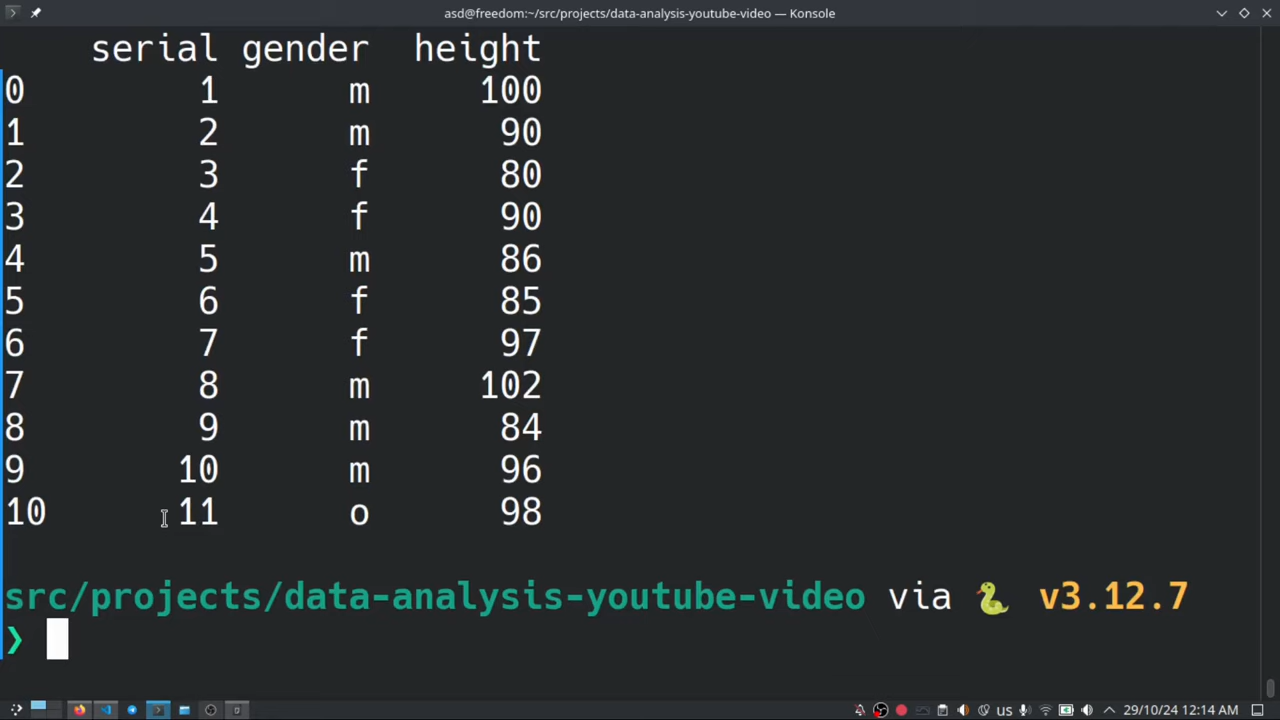 asd@freedom:~/src/projects/data-analysis-youtube-video — Konsole
serial gender height
0 1 m 100
1 2 m 90
2 3 f 80
3 4 f 90
4 5 m 86
5 6 f 85
6 7 f 97
7 8 m 102
8 9 m 84
9 10 m 96
10 11 o 98
src/projects/data-analysis-youtube-video via 🐍 v3.12.7
❯
us 29/10/24 12:14 AM